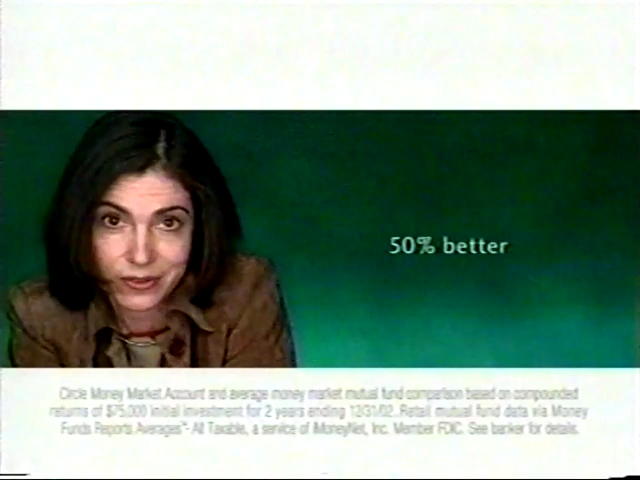 50% better
Circle Money Market Account and average money market mutual fund comparison based on compounded
returns of $75,000 initial investment for 2 years ending 12/31/02. Retail mutual fund data via Money
Funds Reports Averages™- All Taxable, a service of iMoneyNet, Inc. Member FDIC. See banker for details.